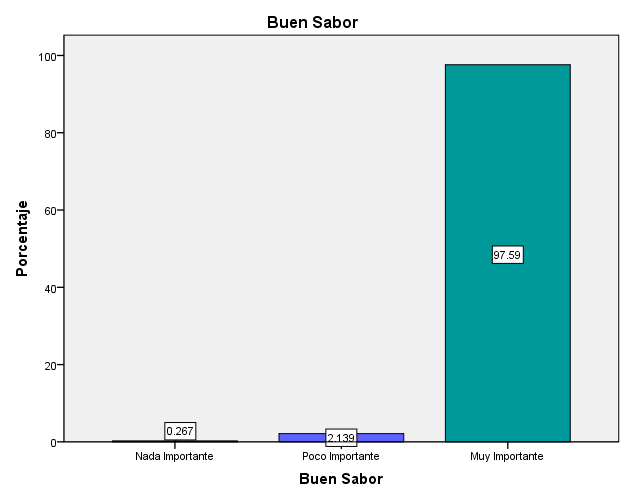 Buen Sabor
Porcentaje
100
80
60
40
20
0
0.267
2.139
97.59
Nada Importante
Poco Importante
Muy Importante
Buen Sabor